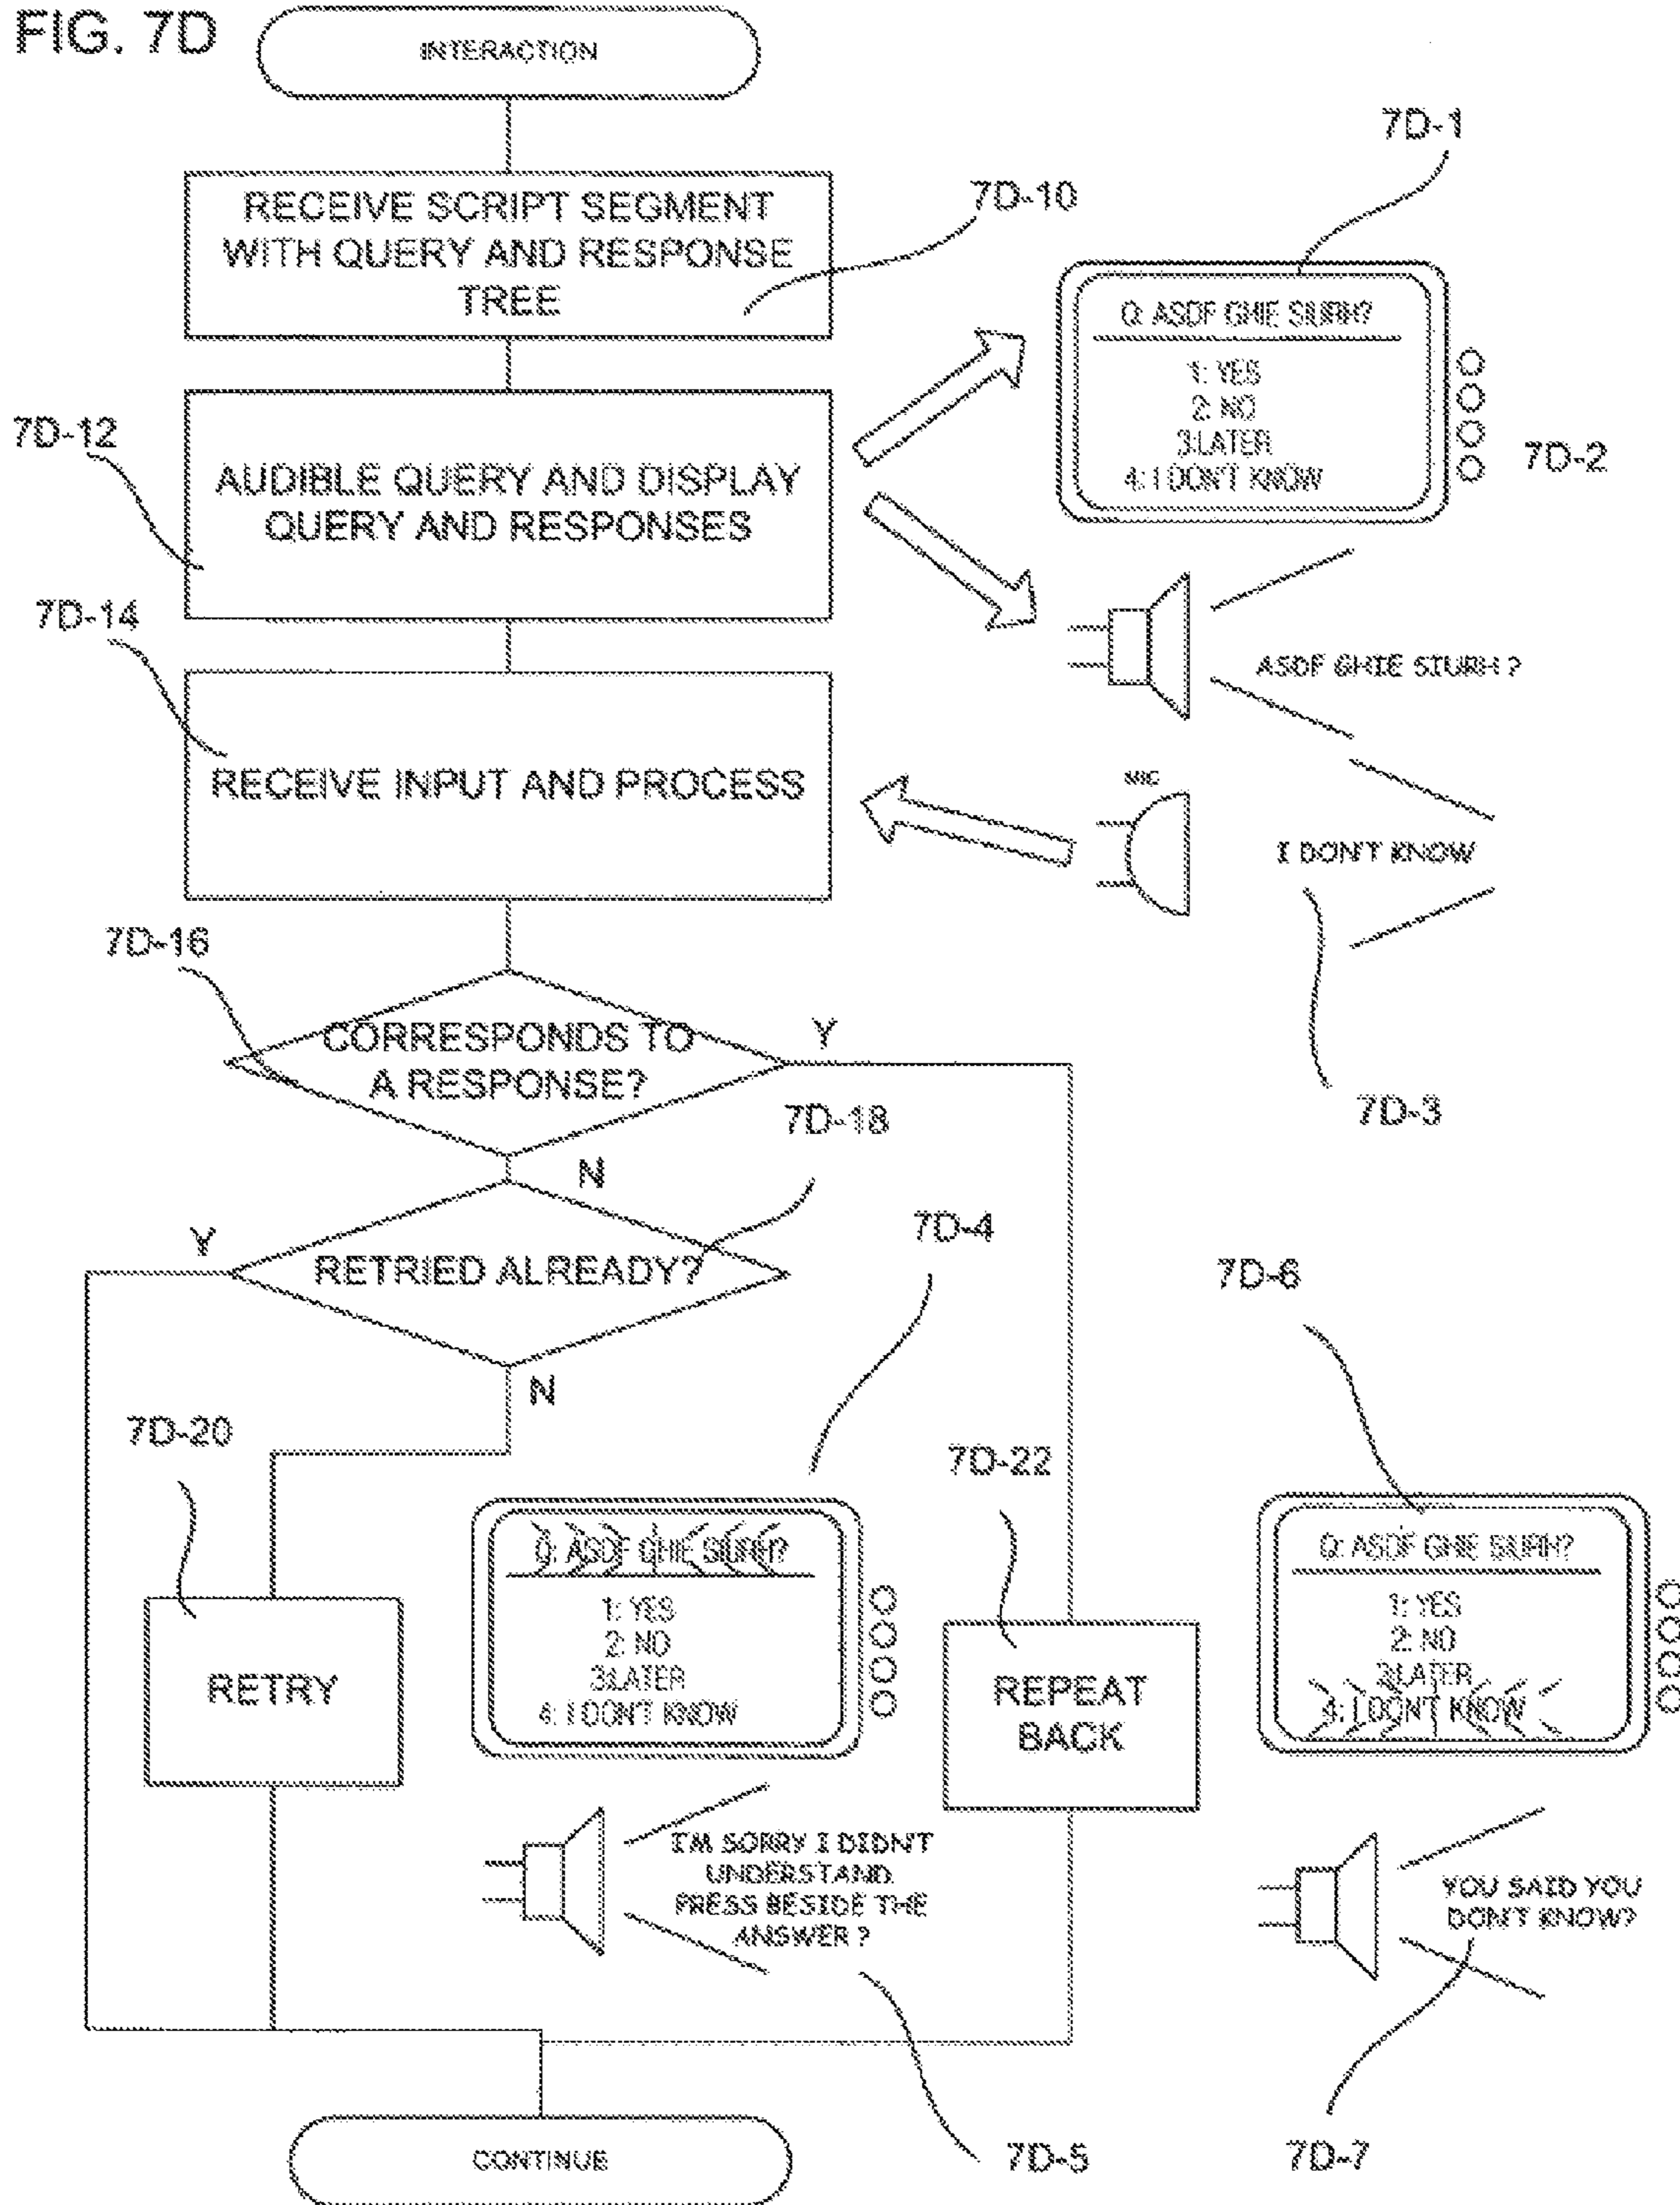 FIG. 7D
INTERACTION
7D-1
RECEIVE SCRIPT SEGMENT
WITH QUERY AND RESPONSE
TREE
7D-10
Q: ASDF GHIE SIURH?
1: YES
2: NO
3:LATER
4: I DON'T KNOW
7D-2
7D-12
AUDIBLE QUERY AND DISPLAY
QUERY AND RESPONSES
7D-14
ASDF GHIE SIURH ?
RECEIVE INPUT AND PROCESS
MIC
I DON'T KNOW
7D-3
7D-16
CORRESPONDS TO
A RESPONSE?
Y
N
7D-18
RETRIED ALREADY?
Y
N
7D-4
7D-6
7D-20
RETRY
Q: ASDF GHIE SIURH?
1: YES
2: NO
3:LATER
4: I DON'T KNOW
7D-22
REPEAT
BACK
Q: ASDF GHIE SIURH?
1: YES
2: NO
3:LATER
4: I DON'T KNOW
I'M SORRY I DIDN'T
UNDERSTAND.
PRESS BESIDE THE
ANSWER ?
YOU SAID YOU
DON'T KNOW?
7D-5
7D-7
CONTINUE